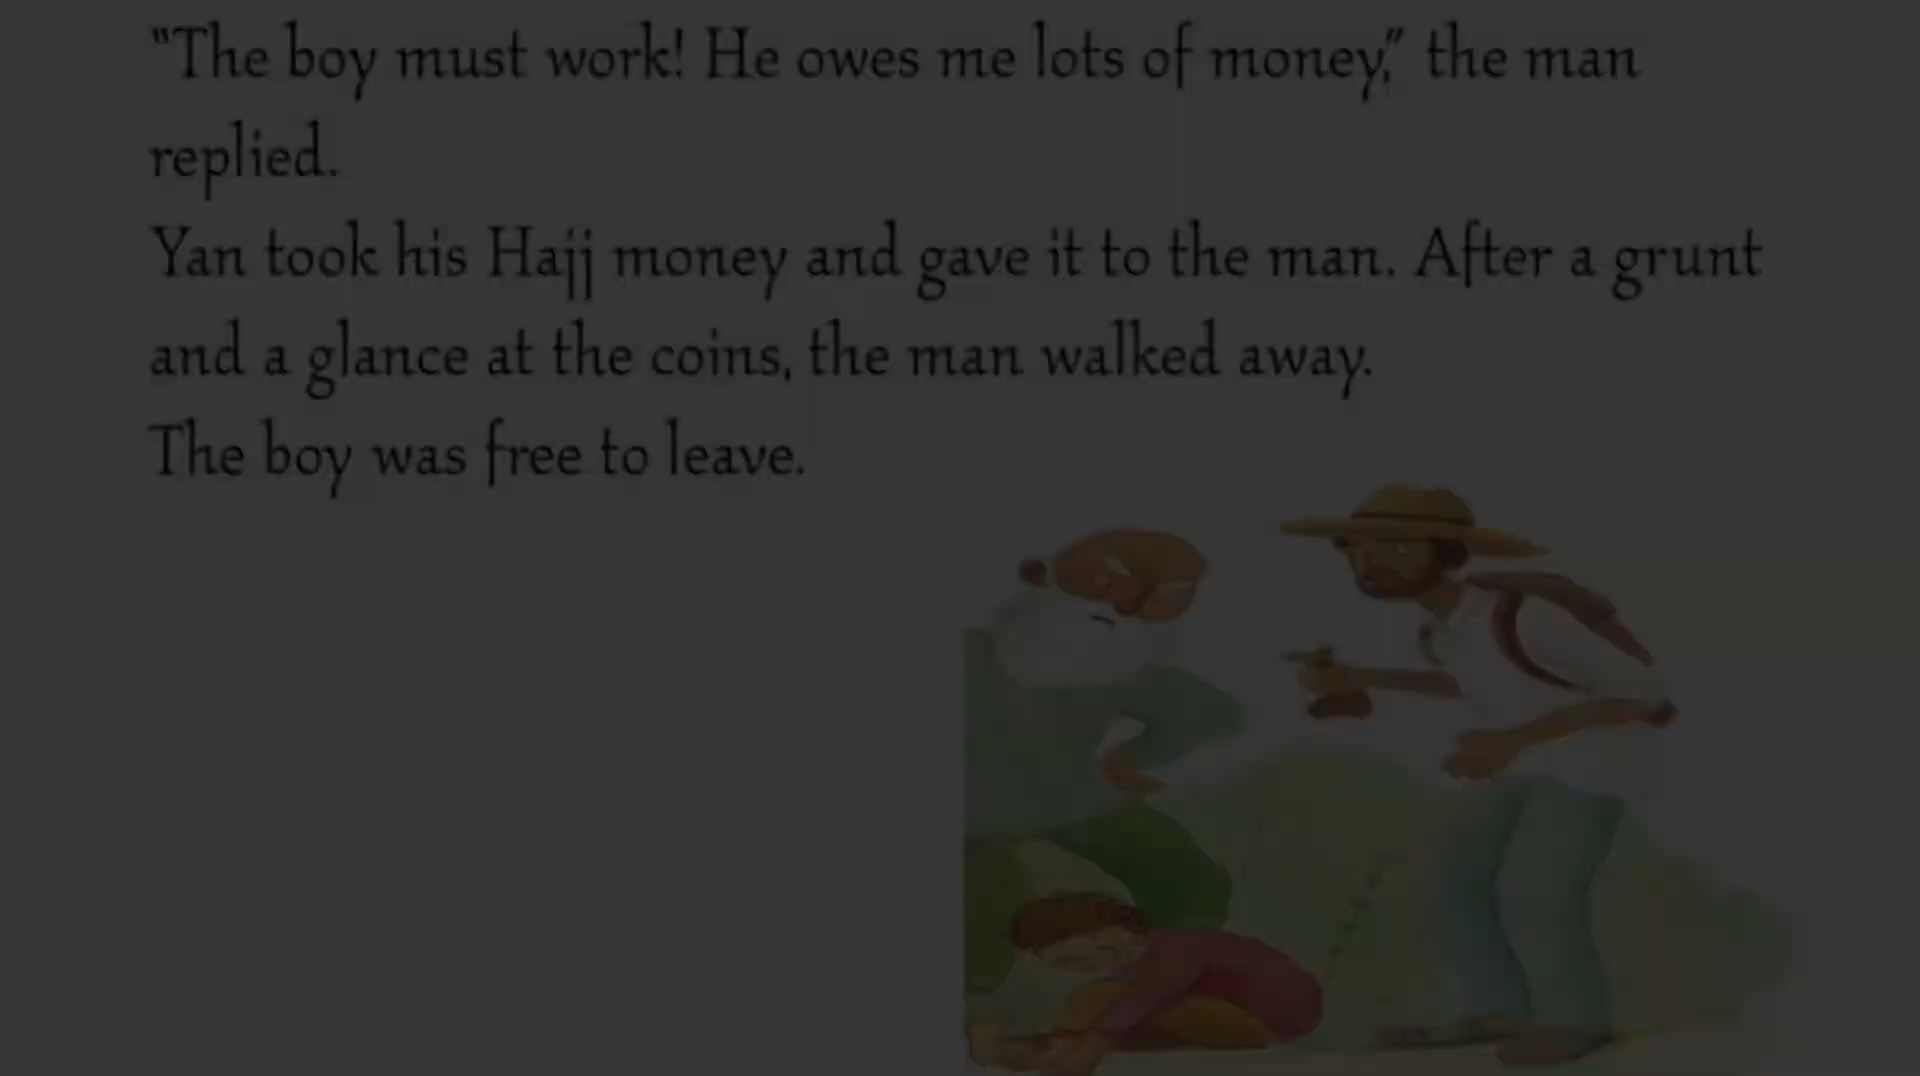 "The boy must work! He owes me lots of money," the man
replied.
Yan took his Hajj money and gave it to the man. After a grunt
and a glance at the coins, the man walked away.
The boy was free to leave.